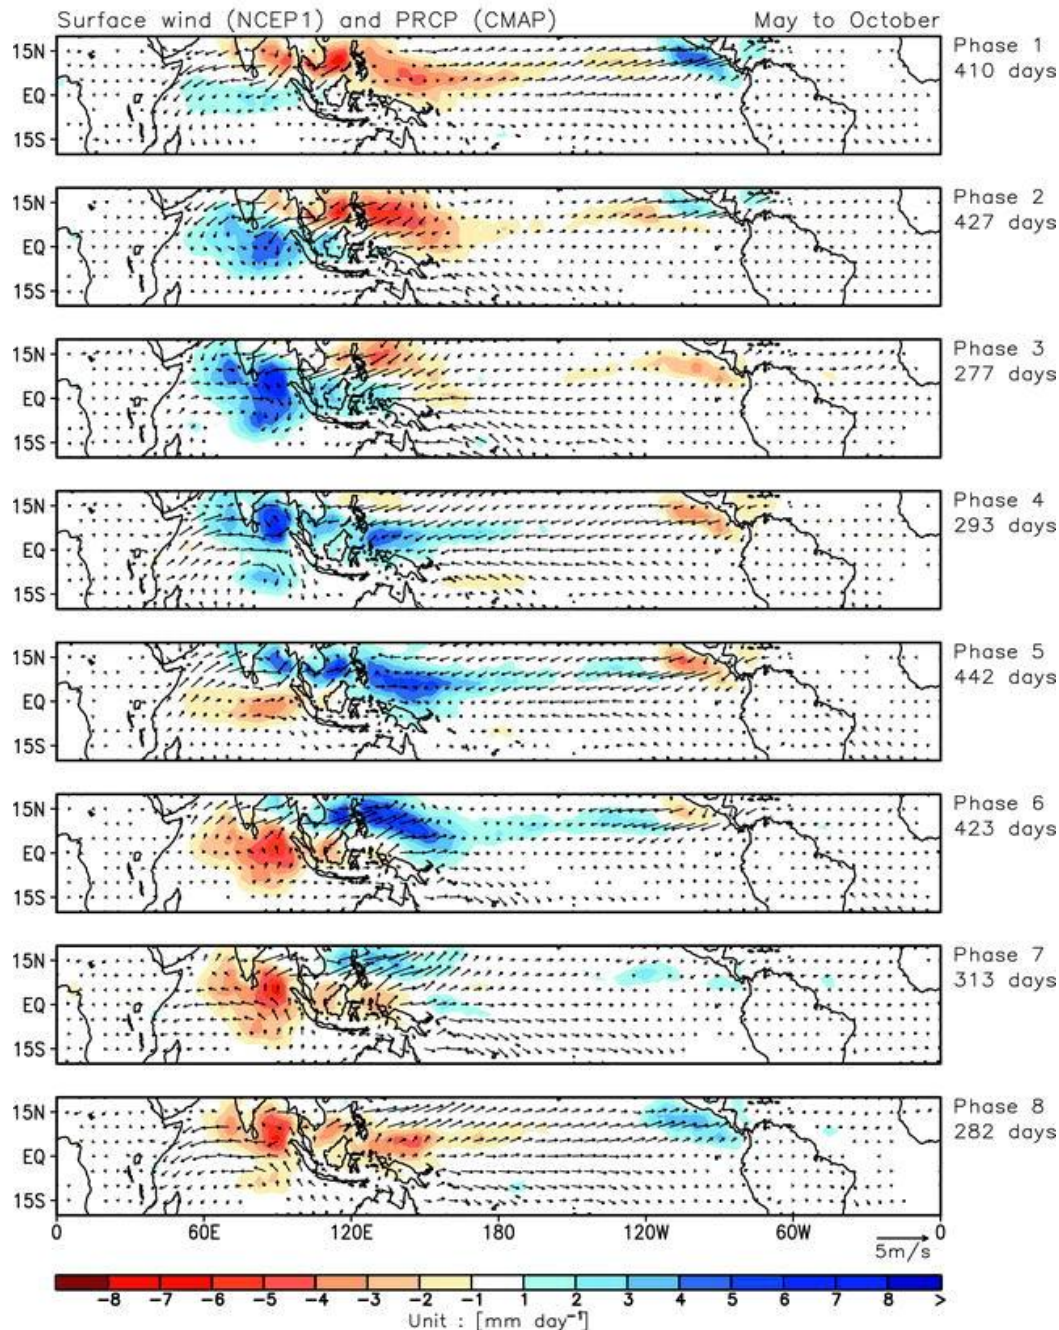 Surface wind (NCEP1) and PRCP (CMAP) May to October
15N
EQ
15S
Phase 1
410 days
15N
EQ
15S
Phase 2
427 days
15N
EQ
15S
Phase 3
277 days
15N
EQ
15S
Phase 4
293 days
15N
EQ
15S
Phase 5
442 days
15N
EQ
15S
Phase 6
423 days
15N
EQ
15S
Phase 7
313 days
15N
EQ
15S
Phase 8
282 days
0 60E 120E 180 120W 60W 0
5m/s
-8 -7 -6 -5 -4 -3 -2 -1 1 2 3 4 5 6 7 8 >
Unit : [mm day⁻¹]